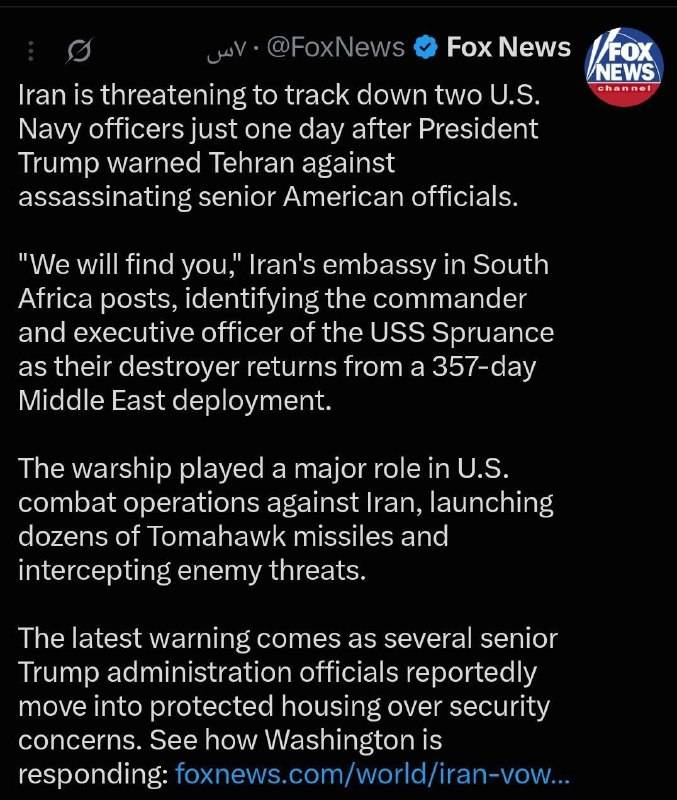 Fox News @FoxNews · ٧س
FOX
NEWS
channel
Iran is threatening to track down two U.S.
Navy officers just one day after President
Trump warned Tehran against
assassinating senior American officials.
"We will find you," Iran's embassy in South
Africa posts, identifying the commander
and executive officer of the USS Spruance
as their destroyer returns from a 357-day
Middle East deployment.
The warship played a major role in U.S.
combat operations against Iran, launching
dozens of Tomahawk missiles and
intercepting enemy threats.
The latest warning comes as several senior
Trump administration officials reportedly
move into protected housing over security
concerns. See how Washington is
responding: foxnews.com/world/iran-vow...